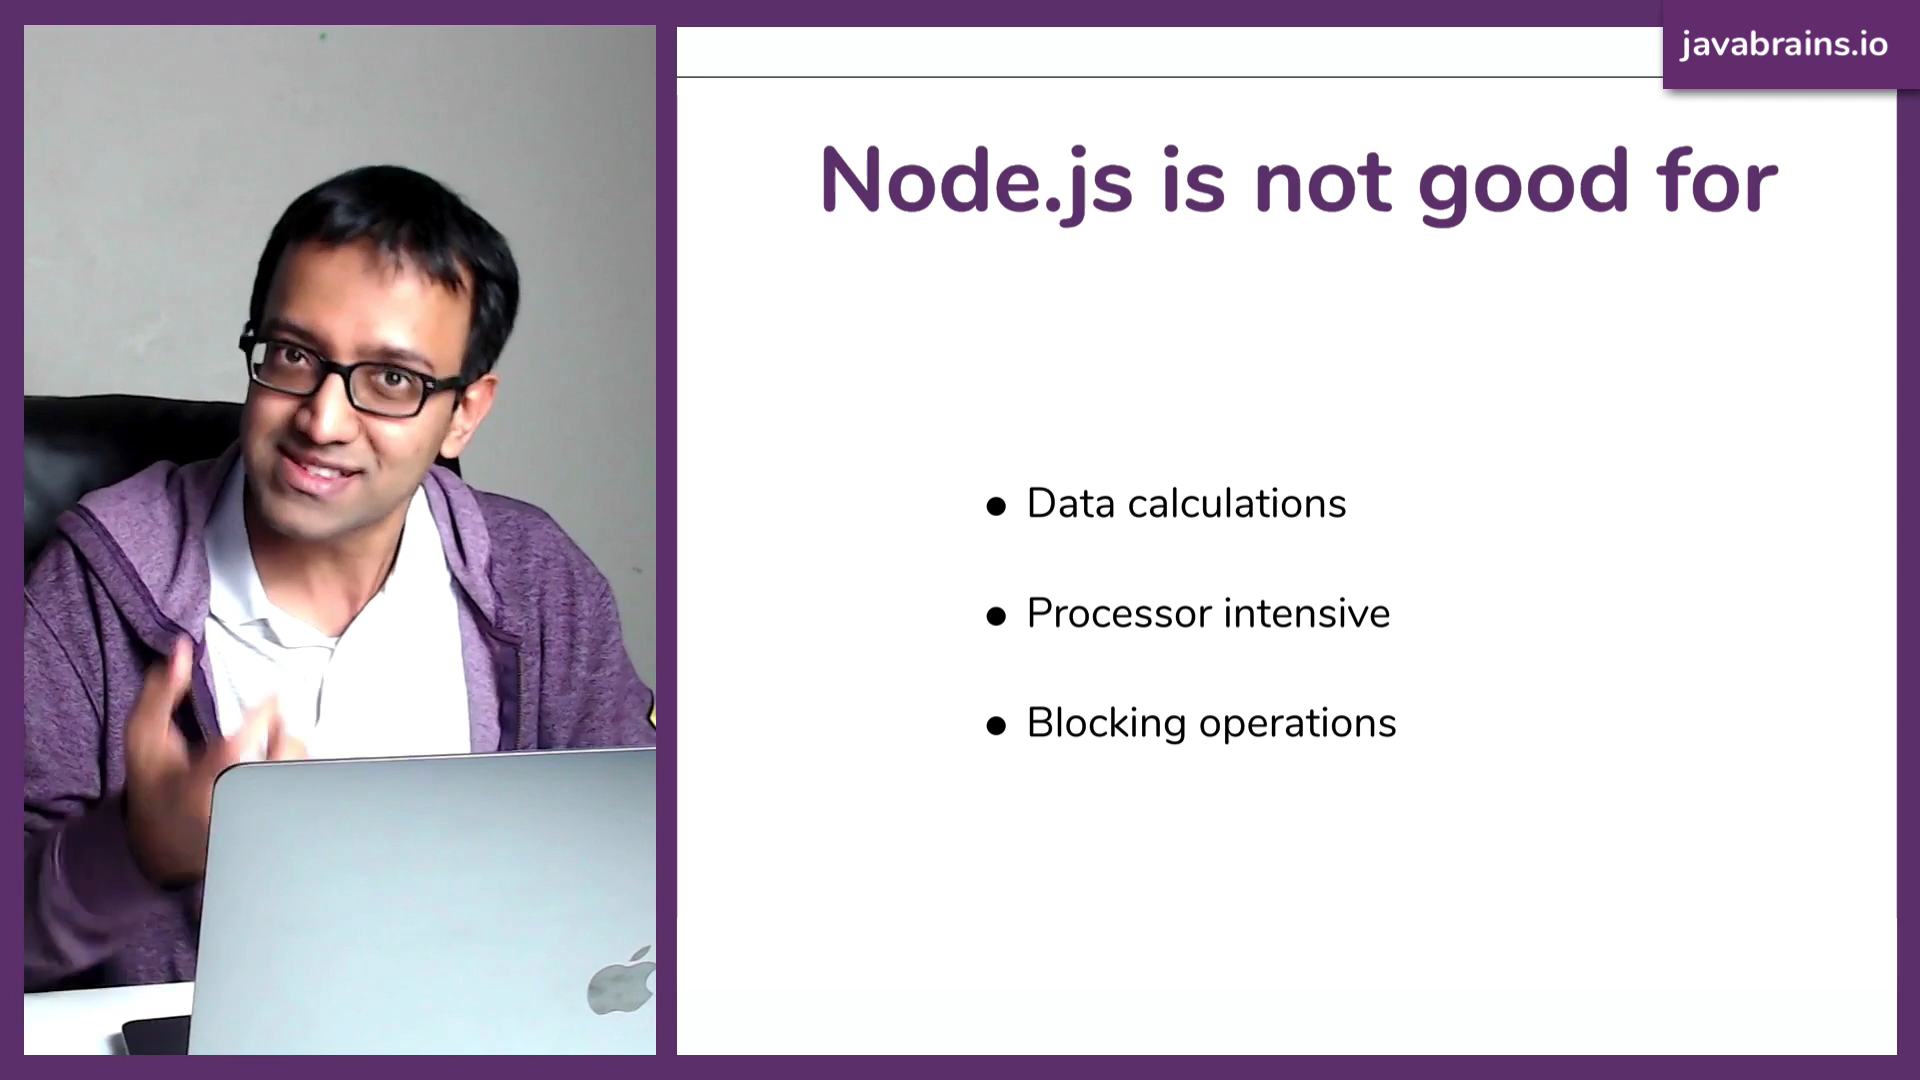 javabrains.io
Node.js is not good for
● Data calculations
● Processor intensive
● Blocking operations